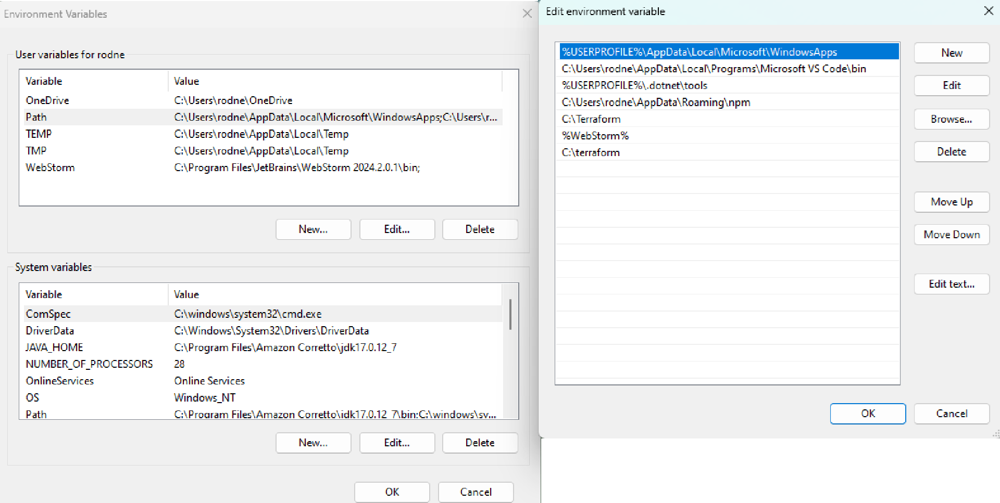 Environment Variables
User variables for rodne
Variable Value
OneDrive C:\Users\rodne\OneDrive
Path C:\Users\rodne\AppData\Local\Microsoft\WindowsApps;C:\Users\r...
TEMP C:\Users\rodne\AppData\Local\Temp
TMP C:\Users\rodne\AppData\Local\Temp
WebStorm C:\Program Files\JetBrains\WebStorm 2024.2.0.1\bin;
New... Edit... Delete
System variables
Variable Value
ComSpec C:\windows\system32\cmd.exe
DriverData C:\Windows\System32\Drivers\DriverData
JAVA_HOME C:\Program Files\Amazon Corretto\jdk17.0.12_7
NUMBER_OF_PROCESSORS 28
OnlineServices Online Services
OS Windows_NT
Path C:\Program Files\Amazon Corretto\jdk17.0.12_7\bin;C:\windows\sy...
New... Edit... Delete
OK Cancel
Edit environment variable
%USERPROFILE%\AppData\Local\Microsoft\WindowsApps
C:\Users\rodne\AppData\Local\Programs\Microsoft VS Code\bin
%USERPROFILE%\.dotnet\tools
C:\Users\rodne\AppData\Roaming\npm
C:\Terraform
%WebStorm%
C:\terraform
New
Edit
Browse...
Delete
Move Up
Move Down
Edit text...
OK Cancel